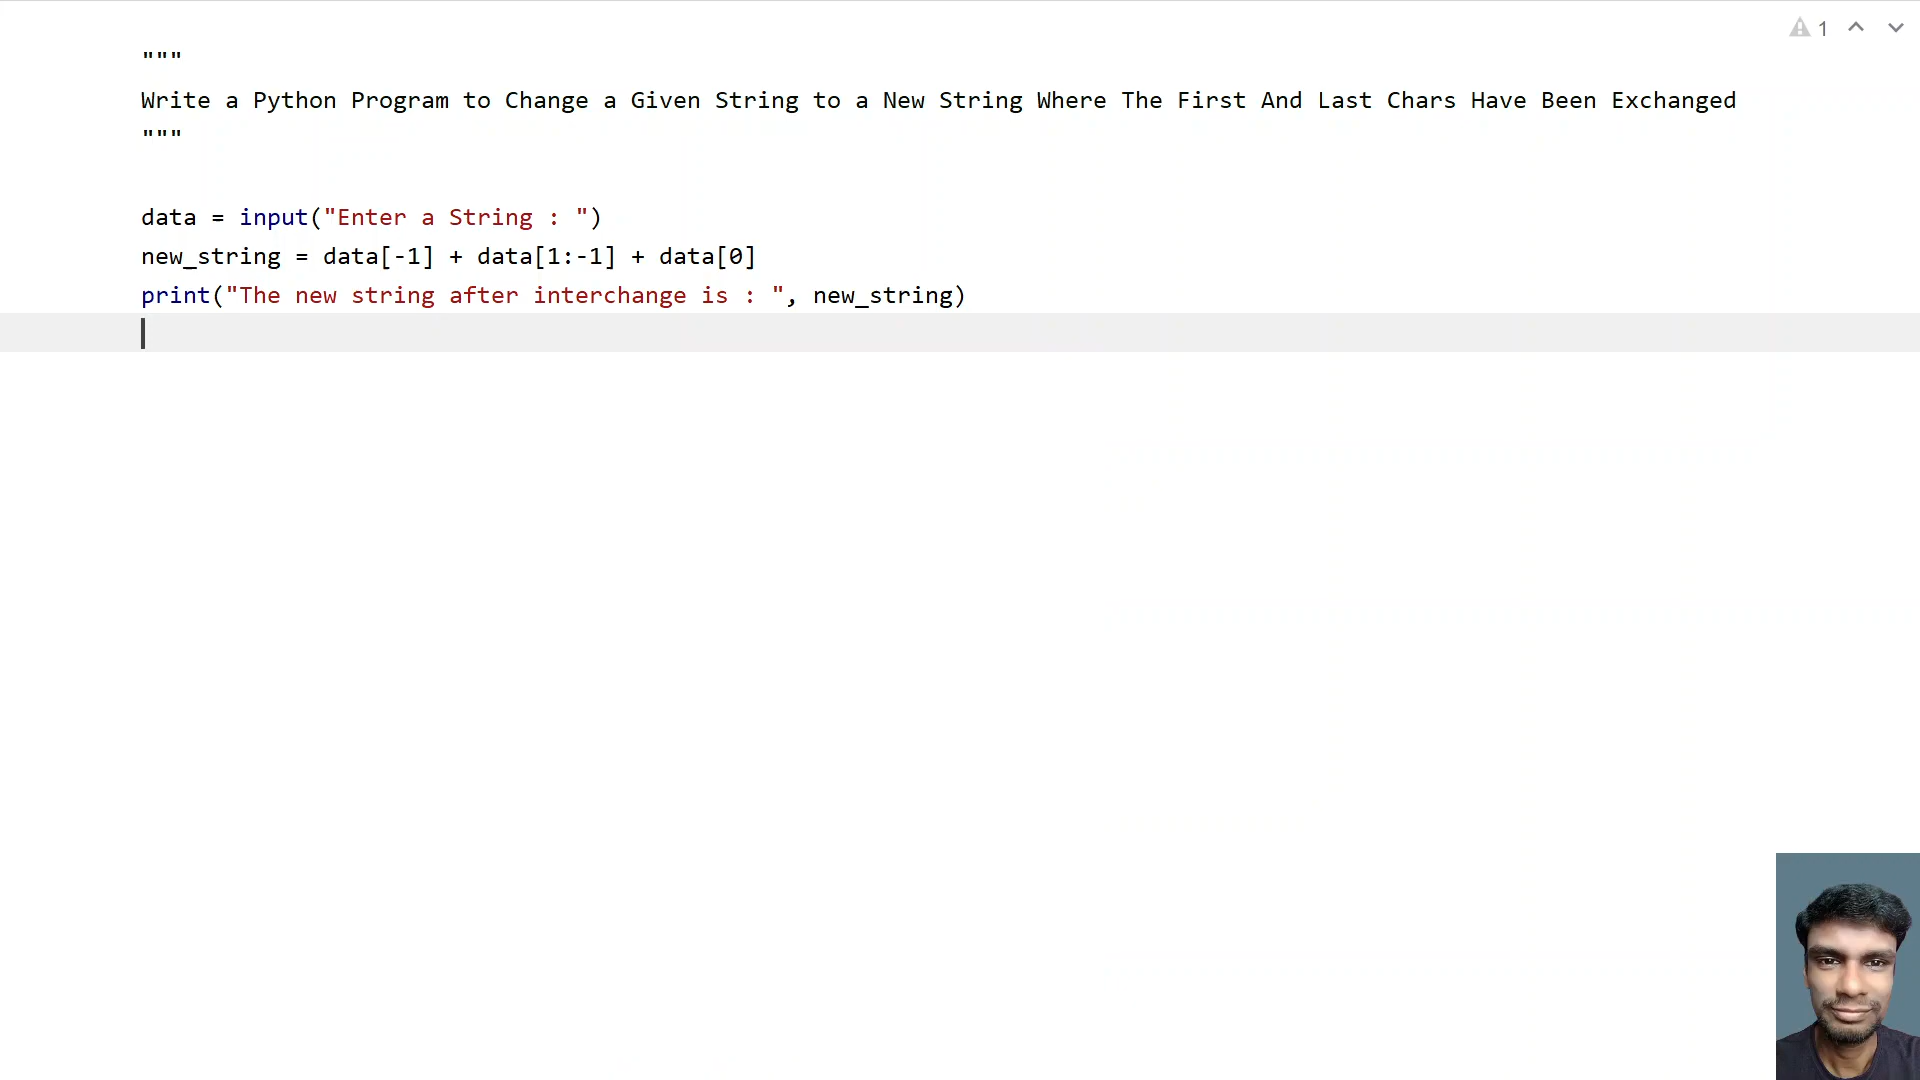 1
"""
Write a Python Program to Change a Given String to a New String Where The First And Last Chars Have Been Exchanged
"""
data = input("Enter a String : ")
new_string = data[-1] + data[1:-1] + data[0]
print("The new string after interchange is : ", new_string)